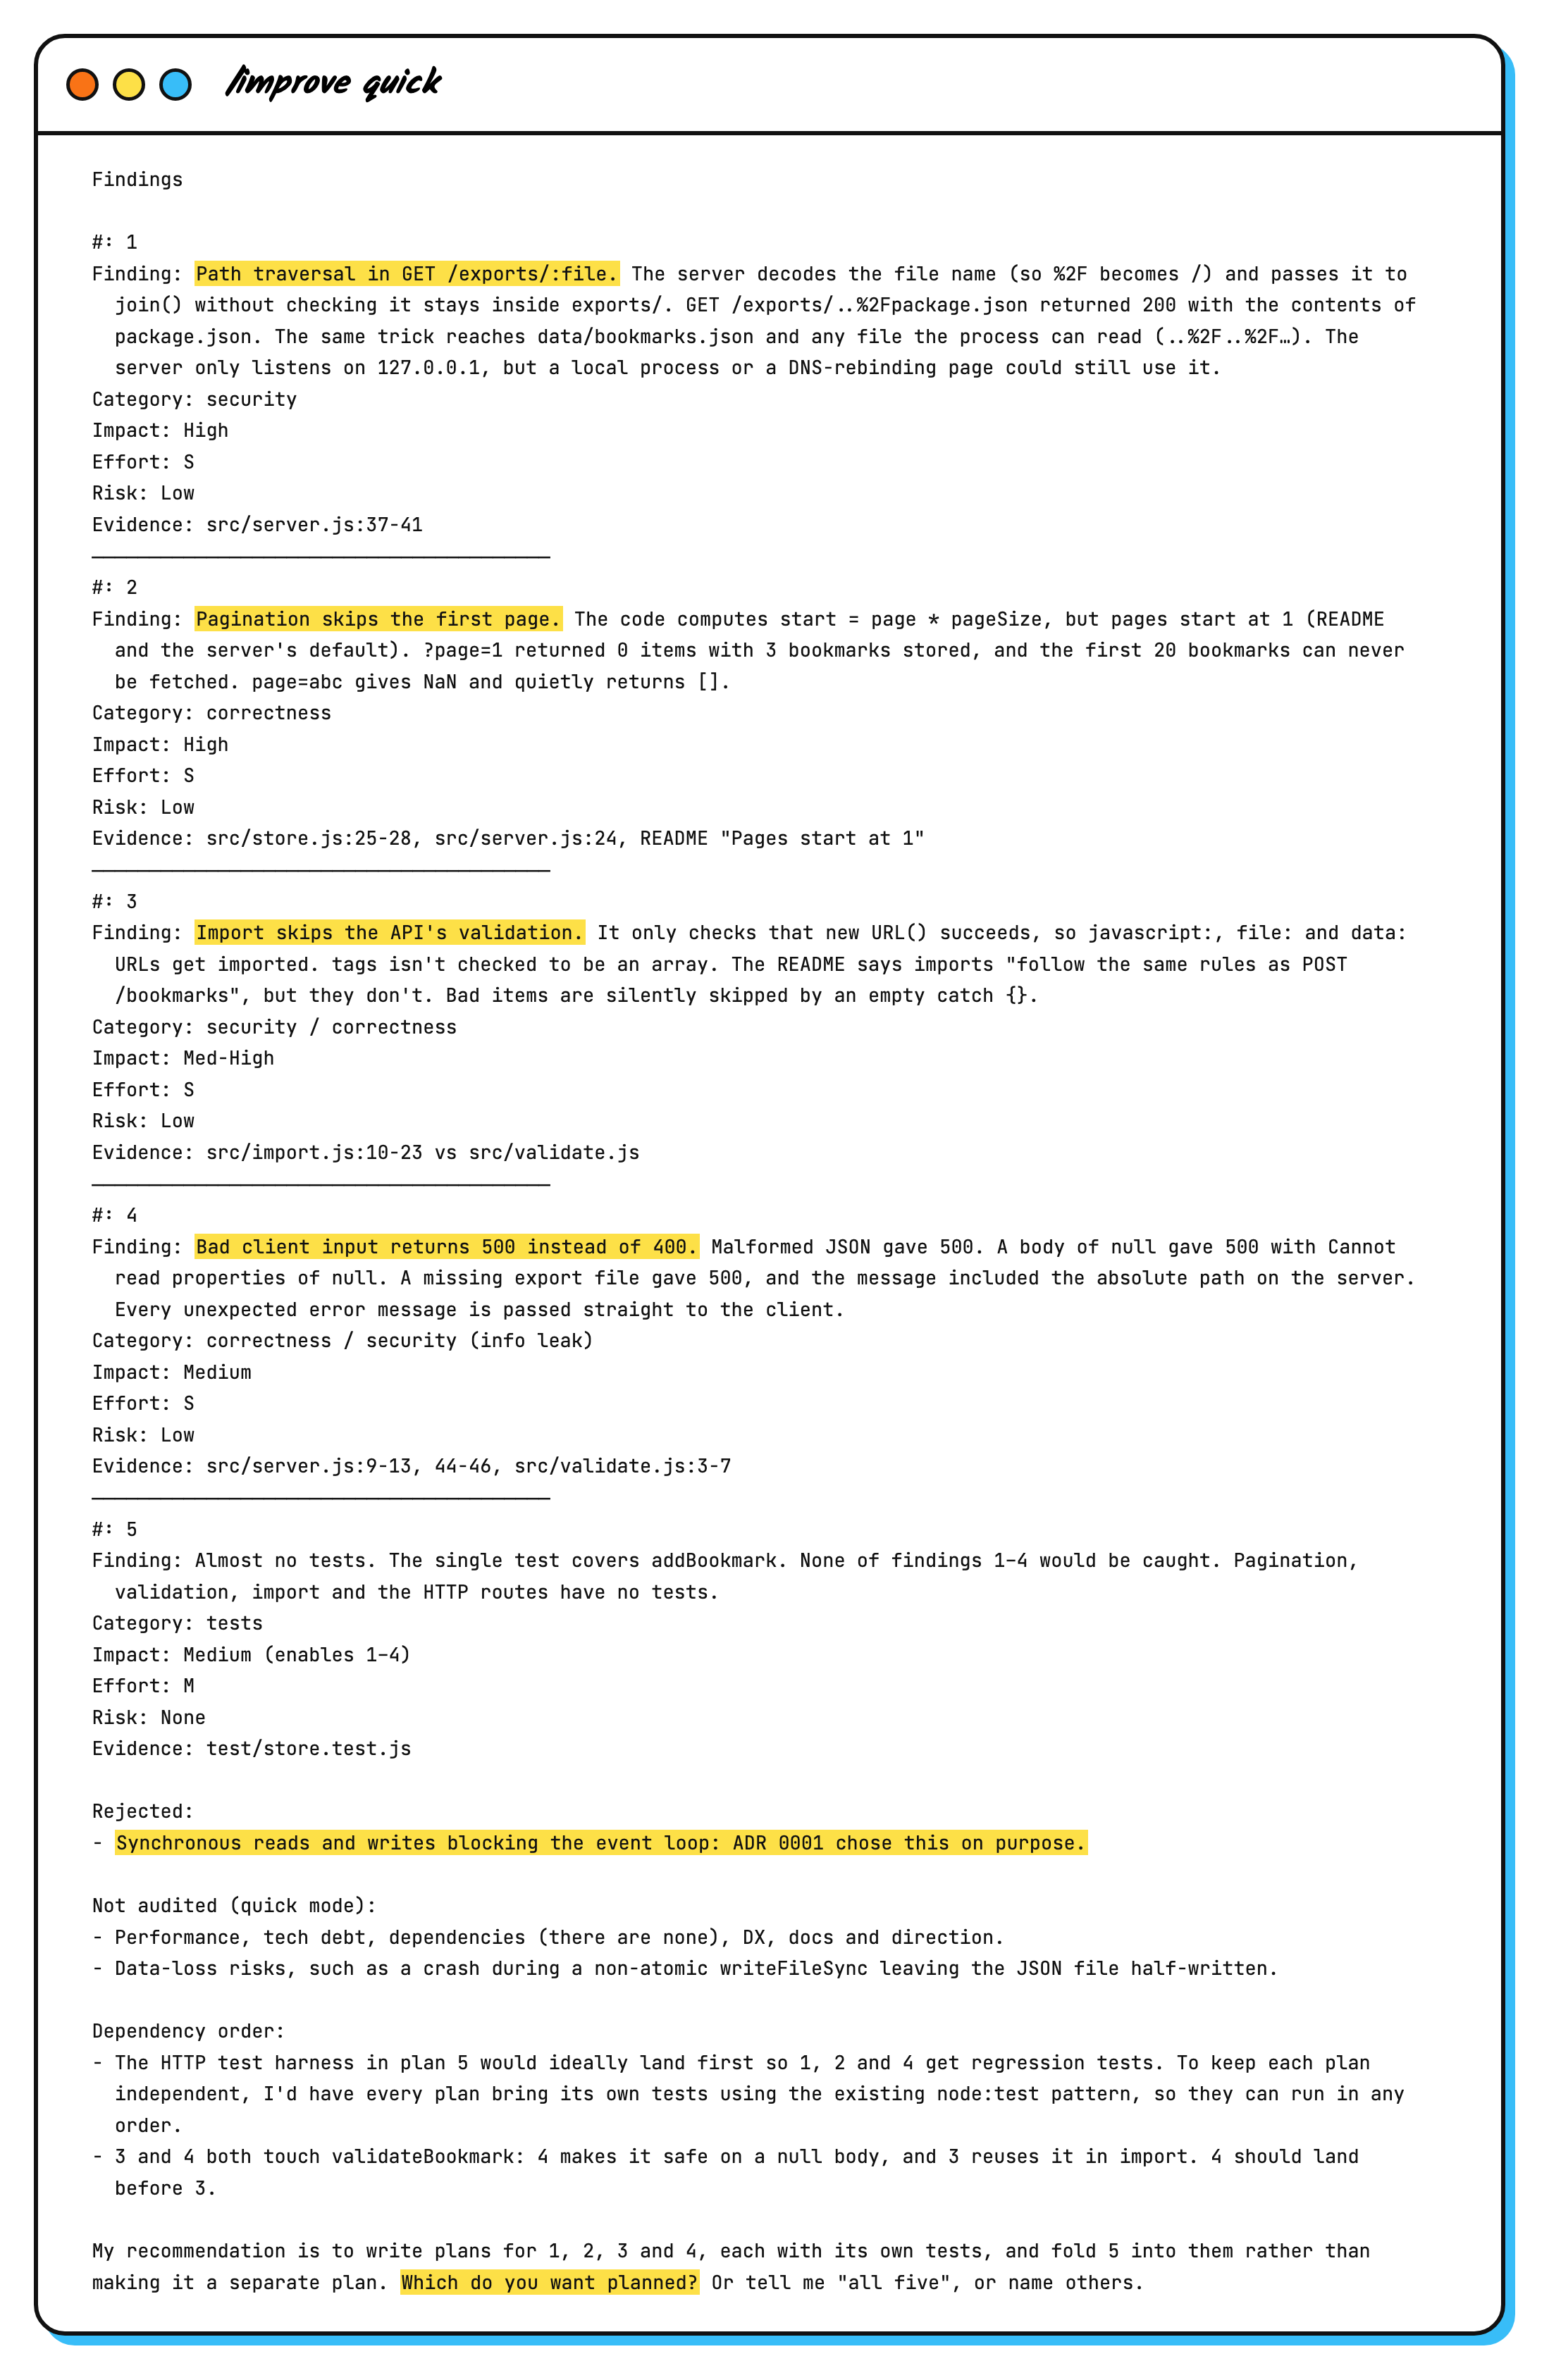 /improve quick
Findings
#: 1
Finding: Path traversal in GET /exports/:file. The server decodes the file name (so %2F becomes /) and passes it to
join() without checking it stays inside exports/. GET /exports/..%2Fpackage.json returned 200 with the contents of
package.json. The same trick reaches data/bookmarks.json and any file the process can read (..%2F..%2F…). The
server only listens on 127.0.0.1, but a local process or a DNS-rebinding page could still use it.
Category: security
Impact: High
Effort: S
Risk: Low
Evidence: src/server.js:37-41
#: 2
Finding: Pagination skips the first page. The code computes start = page * pageSize, but pages start at 1 (README
and the server's default). ?page=1 returned 0 items with 3 bookmarks stored, and the first 20 bookmarks can never
be fetched. page=abc gives NaN and quietly returns [].
Category: correctness
Impact: High
Effort: S
Risk: Low
Evidence: src/store.js:25-28, src/server.js:24, README "Pages start at 1"
#: 3
Finding: Import skips the API's validation. It only checks that new URL() succeeds, so javascript:, file: and data:
URLs get imported. tags isn't checked to be an array. The README says imports "follow the same rules as POST
/bookmarks", but they don't. Bad items are silently skipped by an empty catch {}.
Category: security / correctness
Impact: Med-High
Effort: S
Risk: Low
Evidence: src/import.js:10-23 vs src/validate.js
#: 4
Finding: Bad client input returns 500 instead of 400. Malformed JSON gave 500. A body of null gave 500 with Cannot
read properties of null. A missing export file gave 500, and the message included the absolute path on the server.
Every unexpected error message is passed straight to the client.
Category: correctness / security (info leak)
Impact: Medium
Effort: S
Risk: Low
Evidence: src/server.js:9-13, 44-46, src/validate.js:3-7
#: 5
Finding: Almost no tests. The single test covers addBookmark. None of findings 1–4 would be caught. Pagination,
validation, import and the HTTP routes have no tests.
Category: tests
Impact: Medium (enables 1–4)
Effort: M
Risk: None
Evidence: test/store.test.js
Rejected:
- Synchronous reads and writes blocking the event loop: ADR 0001 chose this on purpose.
Not audited (quick mode):
- Performance, tech debt, dependencies (there are none), DX, docs and direction.
- Data-loss risks, such as a crash during a non-atomic writeFileSync leaving the JSON file half-written.
Dependency order:
- The HTTP test harness in plan 5 would ideally land first so 1, 2 and 4 get regression tests. To keep each plan
independent, I'd have every plan bring its own tests using the existing node:test pattern, so they can run in any
order.
- 3 and 4 both touch validateBookmark: 4 makes it safe on a null body, and 3 reuses it in import. 4 should land
before 3.
My recommendation is to write plans for 1, 2, 3 and 4, each with its own tests, and fold 5 into them rather than
making it a separate plan. Which do you want planned? Or tell me "all five", or name others.